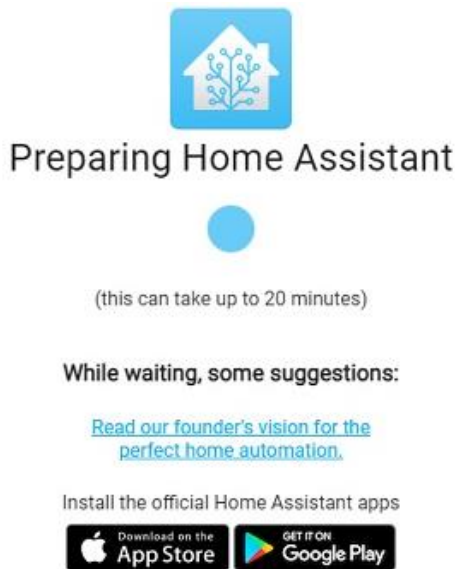 Preparing Home Assistant
(this can take up to 20 minutes)
While waiting, some suggestions:
Read our founder's vision for the
perfect home automation.
Install the official Home Assistant apps
Download on the
App Store
GET IT ON
Google Play